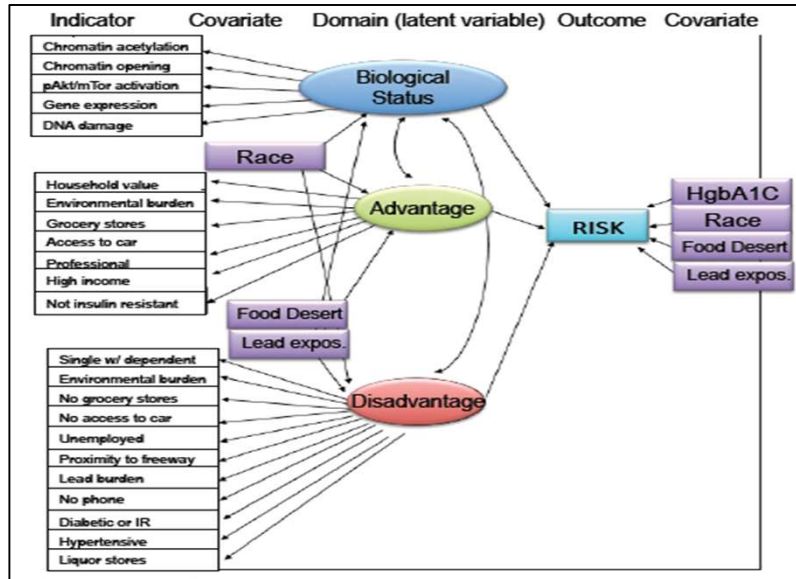 Indicator Covariate Domain (latent variable) Outcome Covariate
Chromatin acetylation
Chromatin opening
pAkt/mTor activation
Gene expression
DNA damage
Biological
Status
Race
Household value
Environmental burden
Grocery stores
Access to car
Professional
High income
Not insulin resistant
Advantage
RISK
HgbA1C
Race
Food Desert
Lead expos.
Food Desert
Lead expos.
Single w/ dependent
Environmental burden
No grocery stores
No access to car
Unemployed
Proximity to freeway
Lead burden
No phone
Diabetic or IR
Hypertensive
Liquor stores
Disadvantage